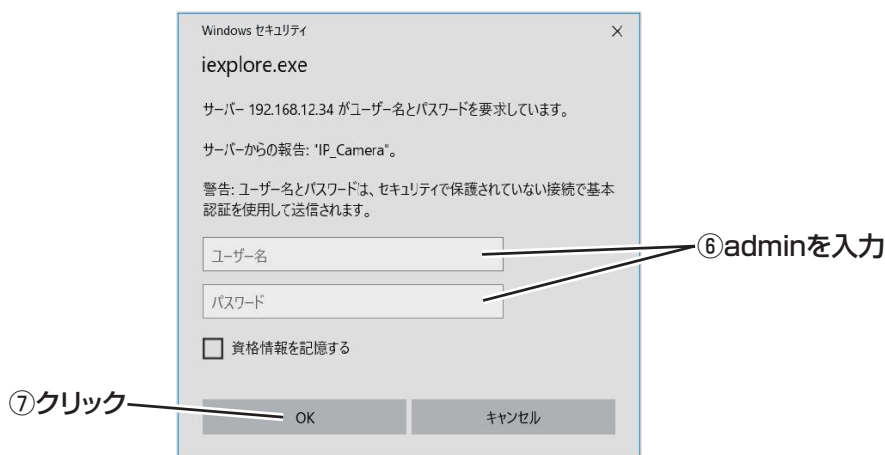 Windows セキュリティ
iexplore.exe
サーバー 192.168.12.34 がユーザー名とパスワードを要求しています。
サーバーからの報告: "IP_Camera"。
警告: ユーザー名とパスワードは、セキュリティで保護されていない接続で基本
認証を使用して送信されます。
ユーザー名
⑥adminを入力
パスワード
資格情報を記憶する
⑦クリック
OK
キャンセル